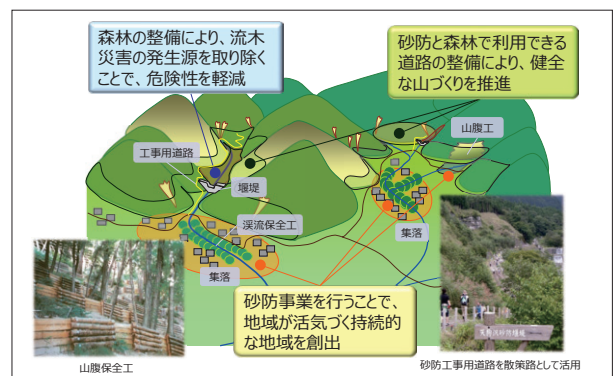 森林の整備により、流木
災害の発生源を取り除く
ことで、危険性を軽減
砂防と森林で利用できる
道路の整備により、健全
な山づくりを推進
山腹工
工事用道路
堰堤
渓流保全工
集落
集落
砂防事業を行うことで、
地域が活気づく持続的
な地域を創出
山腹保全工
砂防工事用道路を散策路として活用